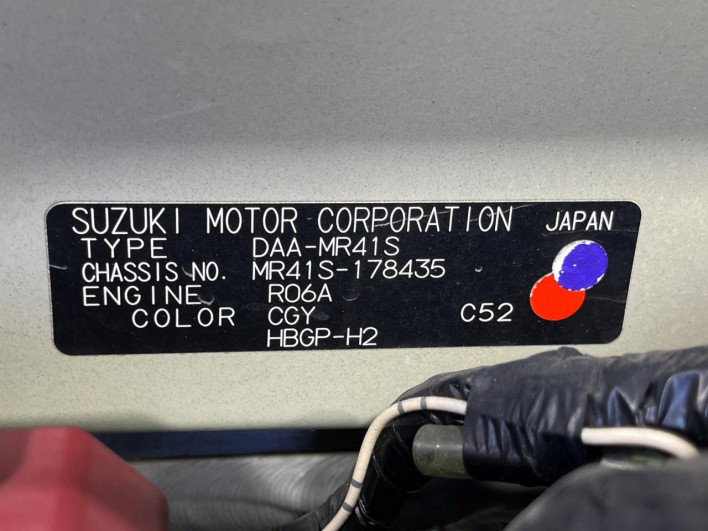 SUZUKI MOTOR CORPORATION JAPAN
TYPE DAA-MR41S
CHASSIS NO. MR41S-178435
ENGINE R06A
COLOR CGY C52
HBGP-H2